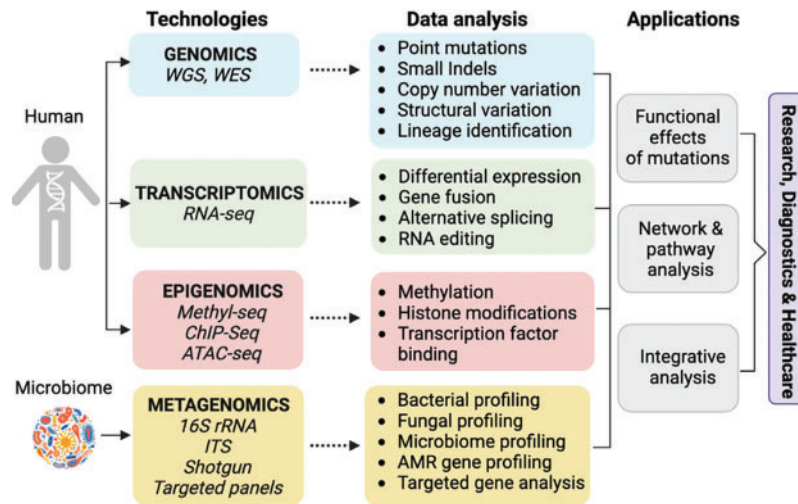 Technologies
Data analysis
Applications
Human
GENOMICS
WGS, WES
• Point mutations
• Small Indels
• Copy number variation
• Structural variation
• Lineage identification
TRANSCRIPTOMICS
RNA-seq
• Differential expression
• Gene fusion
• Alternative splicing
• RNA editing
EPIGENOMICS
Methyl-seq
ChIP-Seq
ATAC-seq
• Methylation
• Histone modifications
• Transcription factor
binding
Microbiome
METAGENOMICS
16S rRNA
ITS
Shotgun
Targeted panels
• Bacterial profiling
• Fungal profiling
• Microbiome profiling
• AMR gene profiling
• Targeted gene analysis
Functional
effects
of mutations
Network &
pathway
analysis
Integrative
analysis
Research, Diagnostics & Healthcare